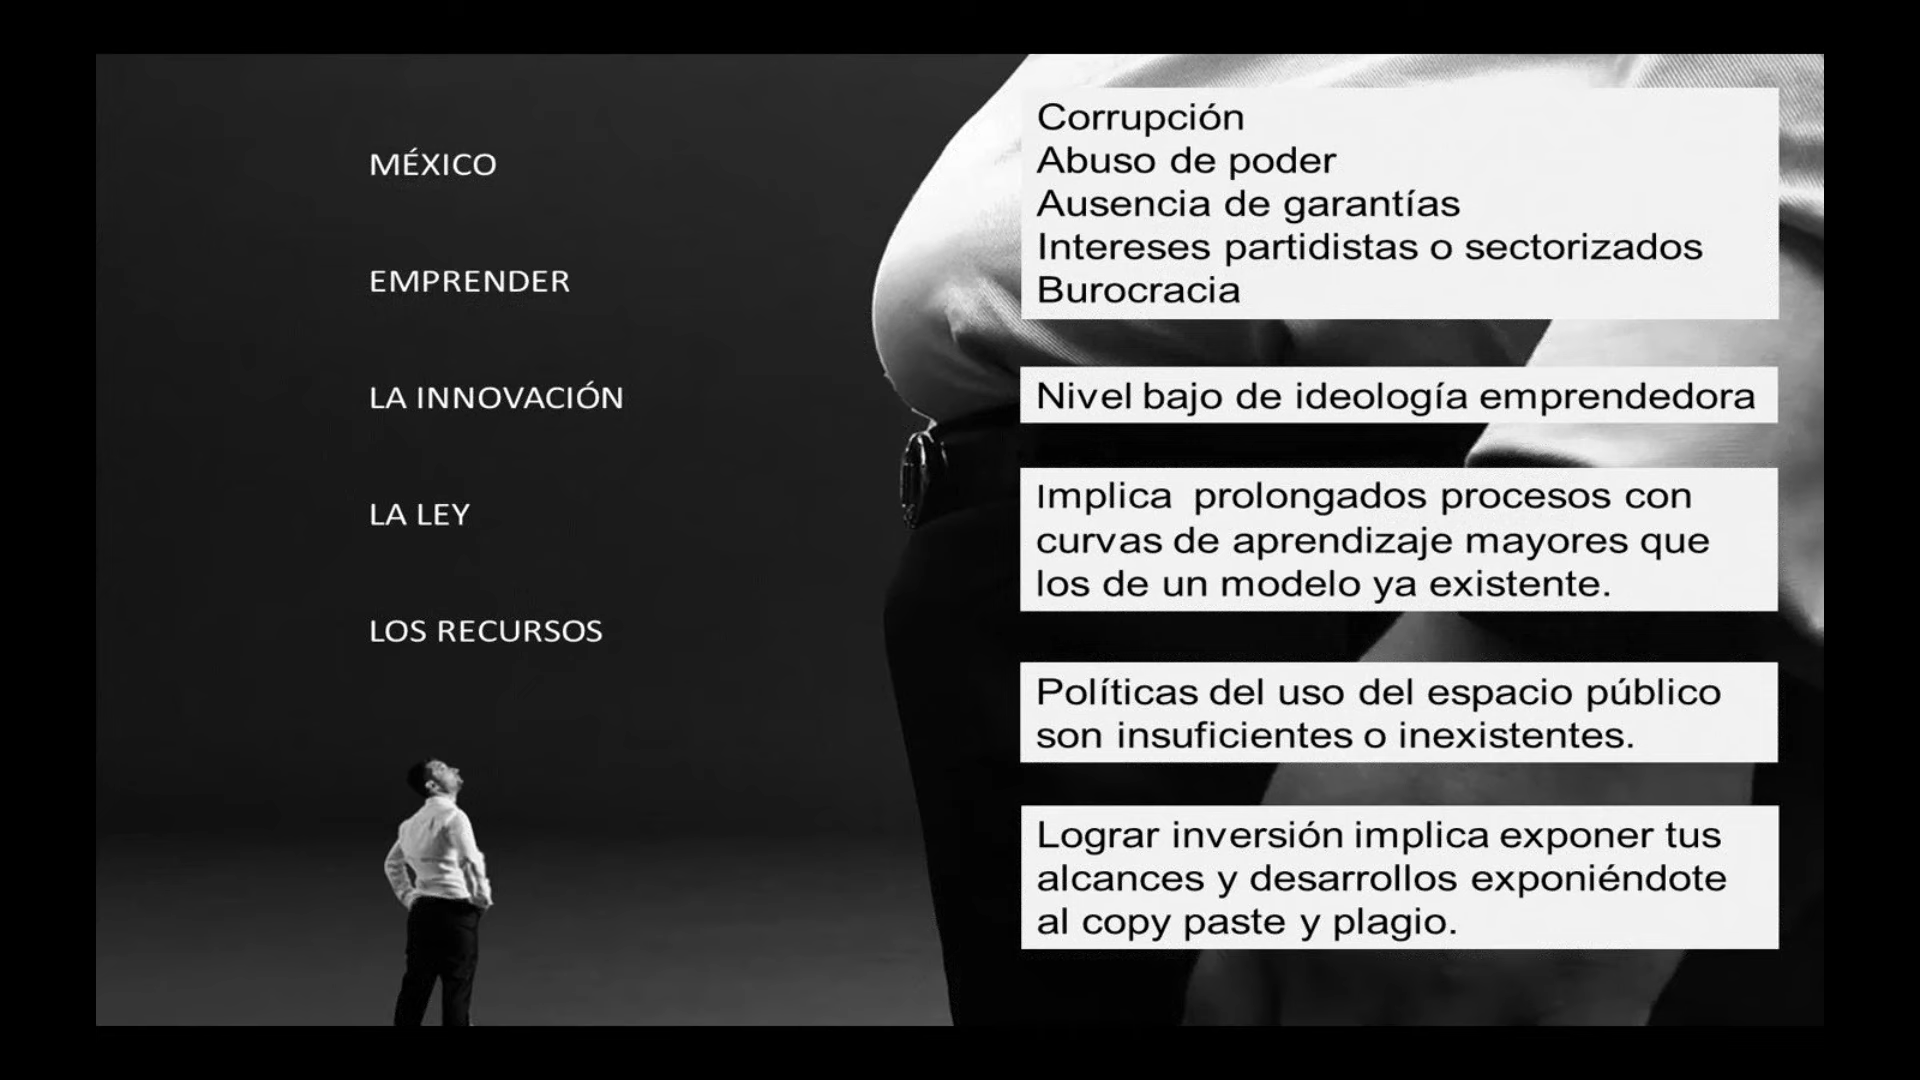 MÉXICO
EMPRENDER
LA INNOVACIÓN
LA LEY
LOS RECURSOS
Corrupción
Abuso de poder
Ausencia de garantías
Intereses partidistas o sectorizados
Burocracia
Nivel bajo de ideología emprendedora
Implica prolongados procesos con
curvas de aprendizaje mayores que
los de un modelo ya existente.
Políticas del uso del espacio público
son insuficientes o inexistentes.
Lograr inversión implica exponer tus
alcances y desarrollos exponiéndote
al copy paste y plagio.